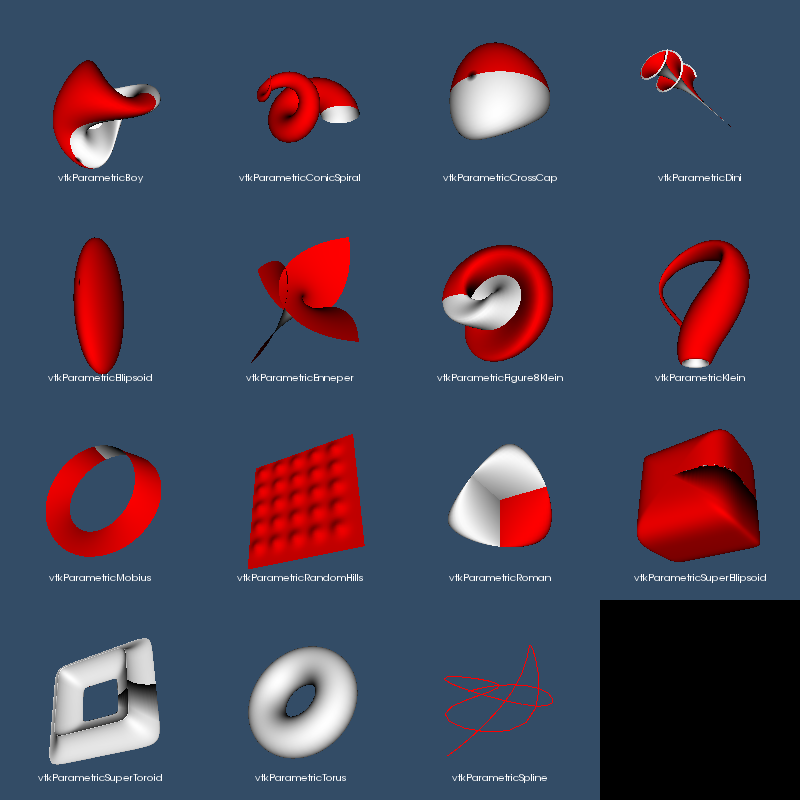 vtkParametricBoy
vtkParametricConicSpiral
vtkParametricCrossCap
vtkParametricDini
vtkParametricEllipsoid
vtkParametricEnneper
vtkParametricFigure8Klein
vtkParametricKlein
vtkParametricMobius
vtkParametricRandomHills
vtkParametricRoman
vtkParametricSuperEllipsoid
vtkParametricSuperToroid
vtkParametricTorus
vtkParametricSpline